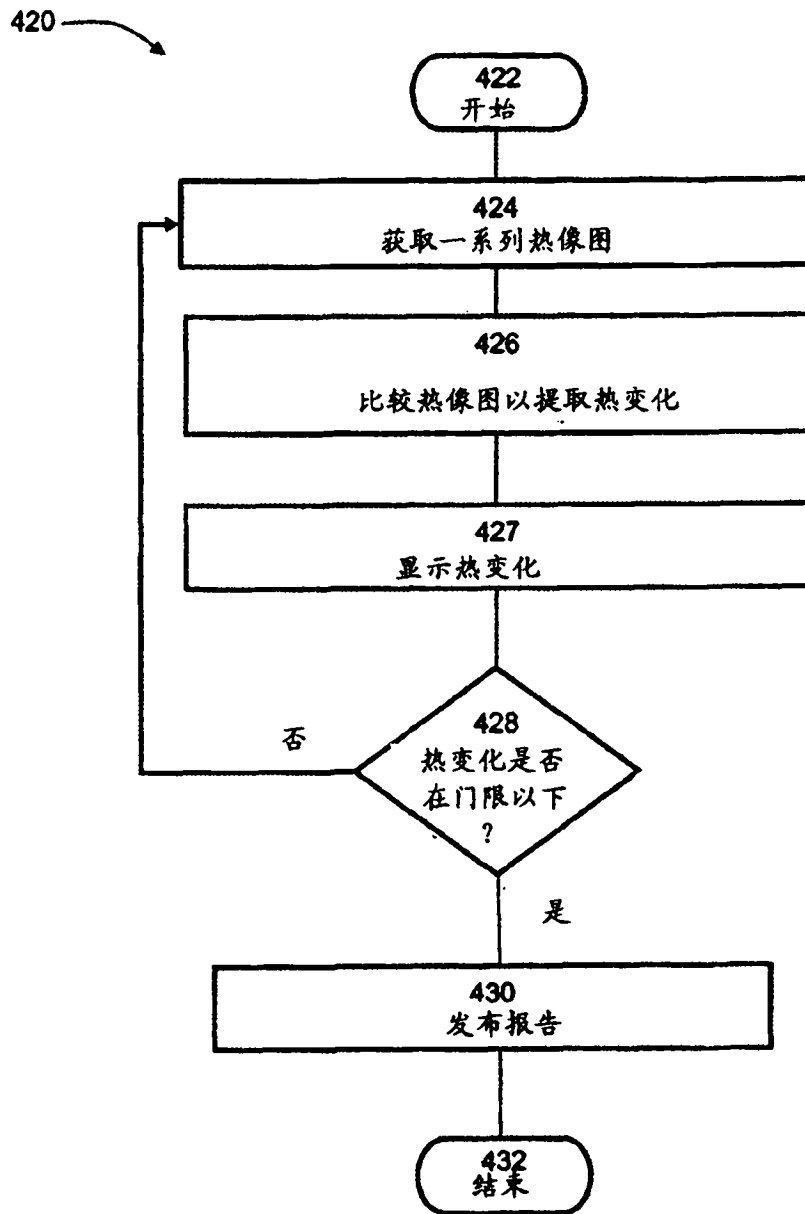 420
422
开始
424
获取一系列热像图
426
比较热像图以提取热变化
427
显示热变化
428
热变化是否
在门限以下
?
否
是
430
发布报告
432
结束